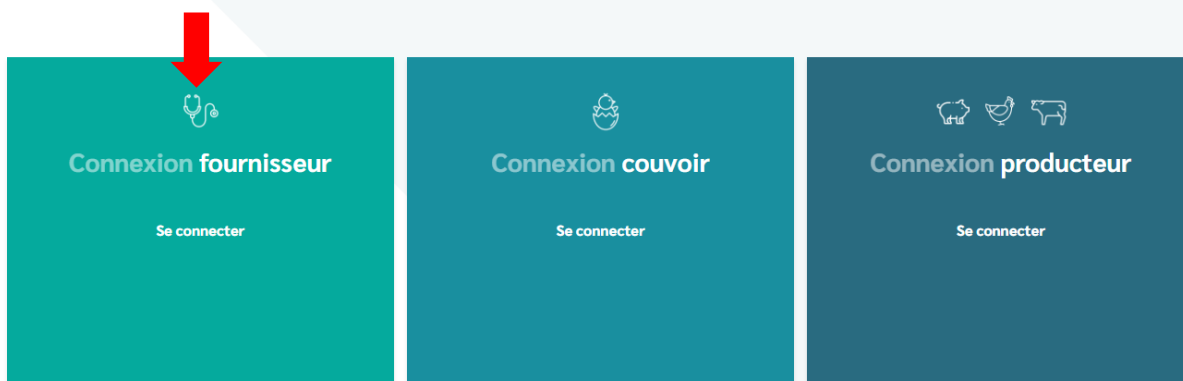 Connexion fournisseur
Se connecter
Connexion couvoir
Se connecter
Connexion producteur
Se connecter